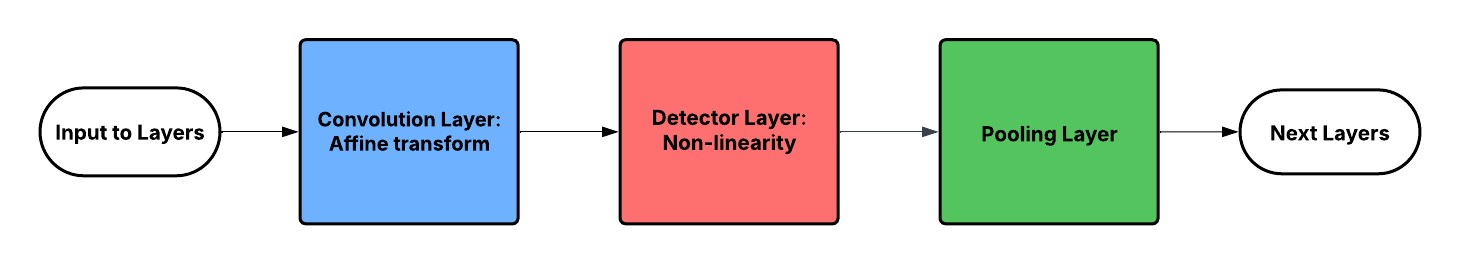 Input to Layers
Convolution Layer:
Affine transform
Detector Layer:
Non-linearity
Pooling Layer
Next Layers